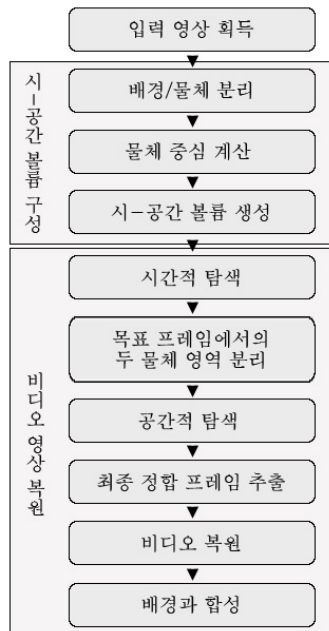 입력 영상 획득
시-공간 볼륨 구성
배경/물체 분리
물체 중심 계산
시-공간 볼륨 생성
비디오 영상 복원
시간적 탐색
목표 프레임에서의
두 물체 영역 분리
공간적 탐색
최종 정합 프레임 추출
비디오 복원
배경과 합성